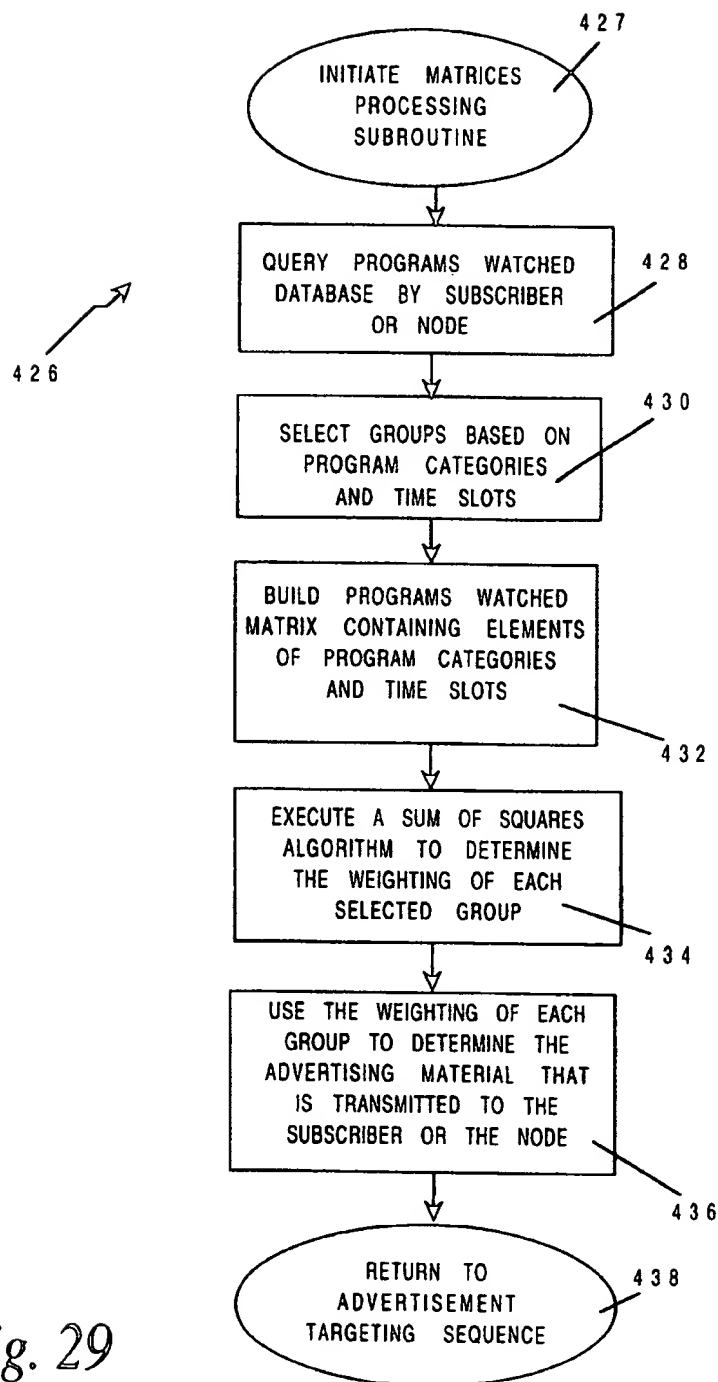 427
INITIATE MATRICES
PROCESSING
SUBROUTINE
QUERY PROGRAMS WATCHED
DATABASE BY SUBSCRIBER
OR NODE
428
426
430
SELECT GROUPS BASED ON
PROGRAM CATEGORIES
AND TIME SLOTS
BUILD PROGRAMS WATCHED
MATRIX CONTAINING ELEMENTS
OF PROGRAM CATEGORIES
AND TIME SLOTS
432
EXECUTE A SUM OF SQUARES
ALGORITHM TO DETERMINE
THE WEIGHTING OF EACH
SELECTED GROUP
434
USE THE WEIGHTING OF EACH
GROUP TO DETERMINE THE
ADVERTISING MATERIAL THAT
IS TRANSMITTED TO THE
SUBSCRIBER OR THE NODE
436
RETURN TO
ADVERTISEMENT
TARGETING SEQUENCE
438
g. 29